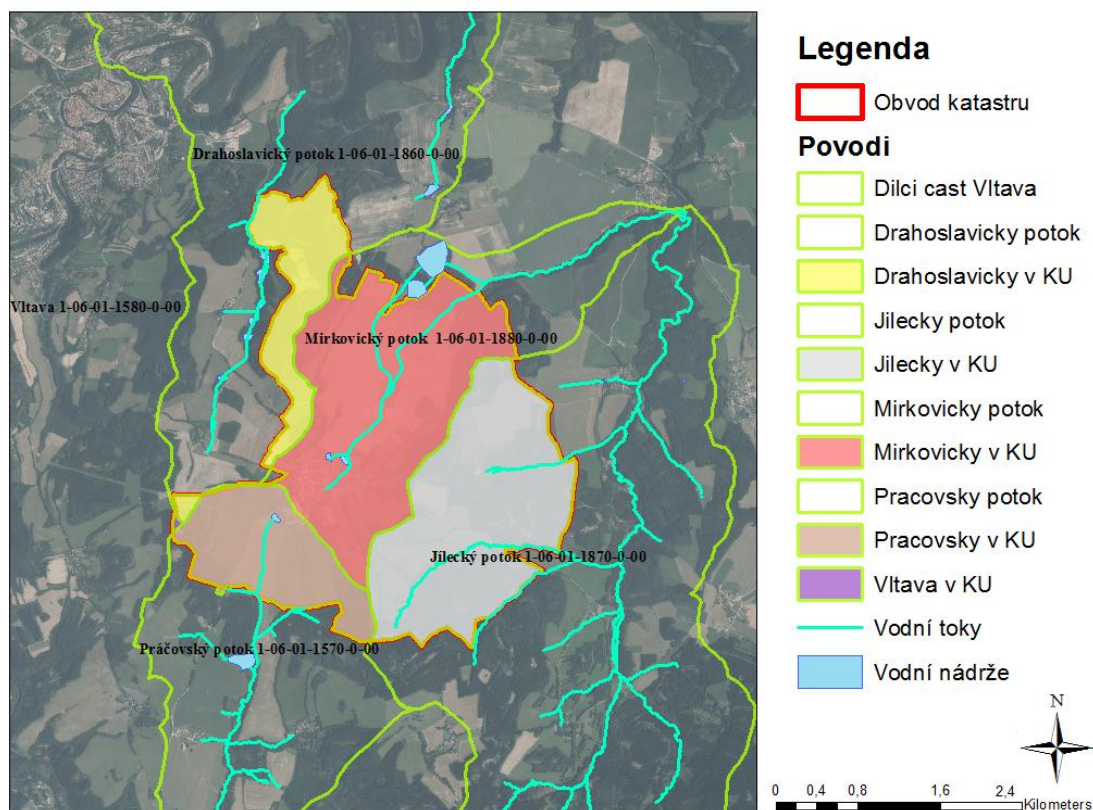 Drahoslavický potok 1-06-01-1860-0-00
Vltava 1-06-01-1580-0-00
Mirkovický potok 1-06-01-1880-0-00
Jílecký potok 1-06-01-1870-0-00
Práčovský potok 1-06-01-1570-0-00
Legenda
Obvod katastru
Povodi
Dilci cast Vltava
Drahoslavicky potok
Drahoslavicky v KU
Jilecky potok
Jilecky v KU
Mirkovicky potok
Mirkovicky v KU
Pracovsky potok
Pracovsky v KU
Vltava v KU
Vodní toky
Vodní nádrže
N
0 0,4 0,8 1,6 2,4
Kilometers